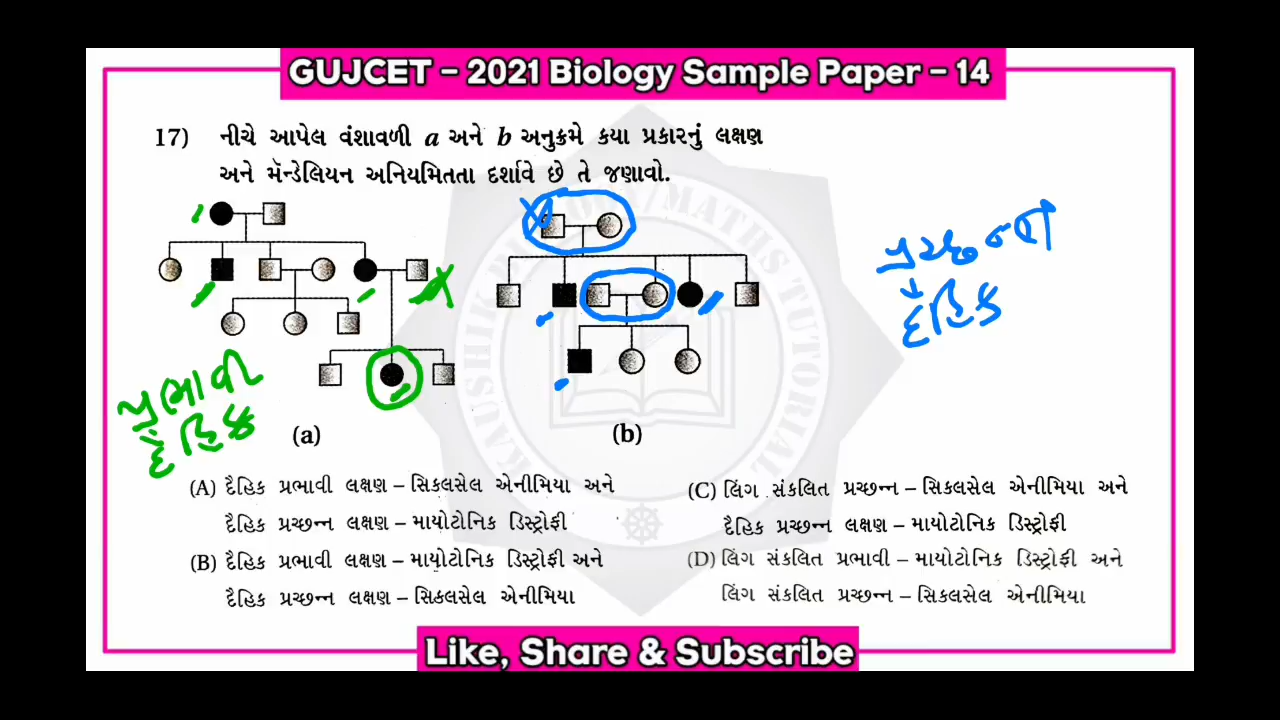 GUJCET – 2021 Biology Sample Paper – 14
17) નીચે આપેલ વંશાવળી a અને b અનુક્રમે કયા પ્રકારનું લક્ષણ
અને મૅન્ડેલિયન અનિયમિતતા દર્શાવે છે તે જણાવો.
પ્રચ્છન્ન
દૈહિક
પ્રભાવી
દૈહિક
(a)
(b)
(A) દૈહિક પ્રભાવી લક્ષણ – સિકલસેલ એનીમિયા અને
દૈહિક પ્રચ્છન્ન લક્ષણ – માયોટોનિક ડિસ્ટ્રોફી
(B) દૈહિક પ્રભાવી લક્ષણ – માયોટોનિક ડિસ્ટ્રોફી અને
દૈહિક પ્રચ્છન્ન લક્ષણ – સિકલસેલ એનીમિયા
(C) લિંગ સંકલિત પ્રચ્છન્ન – સિકલસેલ એનીમિયા અને
દૈહિક પ્રચ્છન્ન લક્ષણ – માયોટોનિક ડિસ્ટ્રોફી
(D) લિંગ સંકલિત પ્રભાવી – માયોટોનિક ડિસ્ટ્રોફી અને
લિંગ સંકલિત પ્રચ્છન્ન – સિકલસેલ એનીમિયા
Like, Share & Subscribe